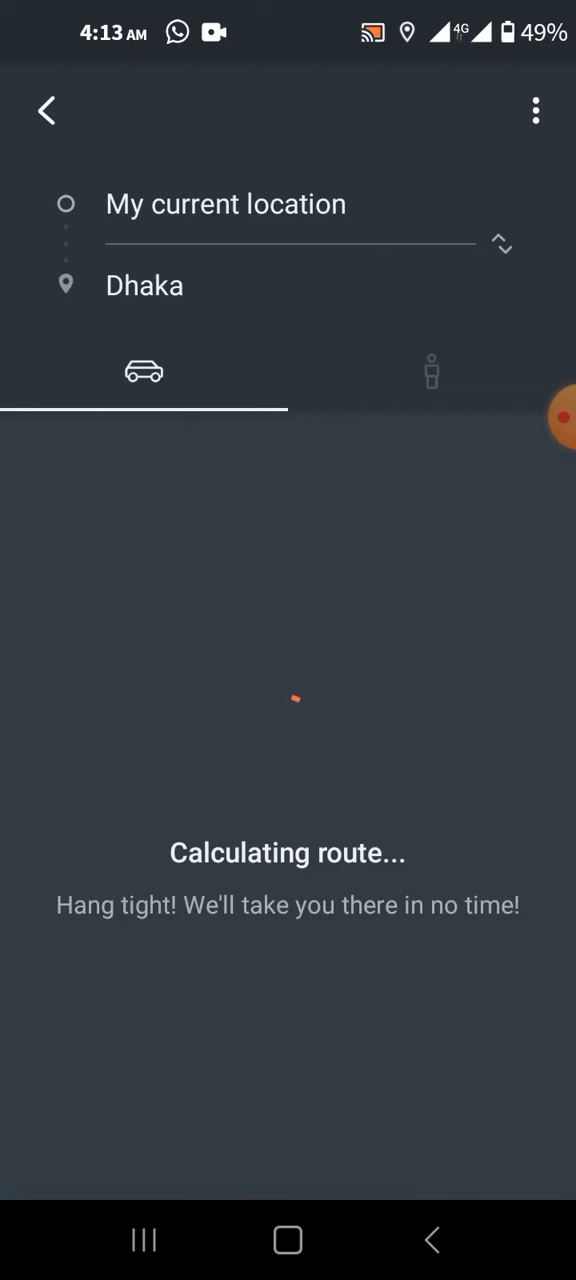 4:13 AM 4G 49%
My current location
Dhaka
Calculating route...
Hang tight! We'll take you there in no time!